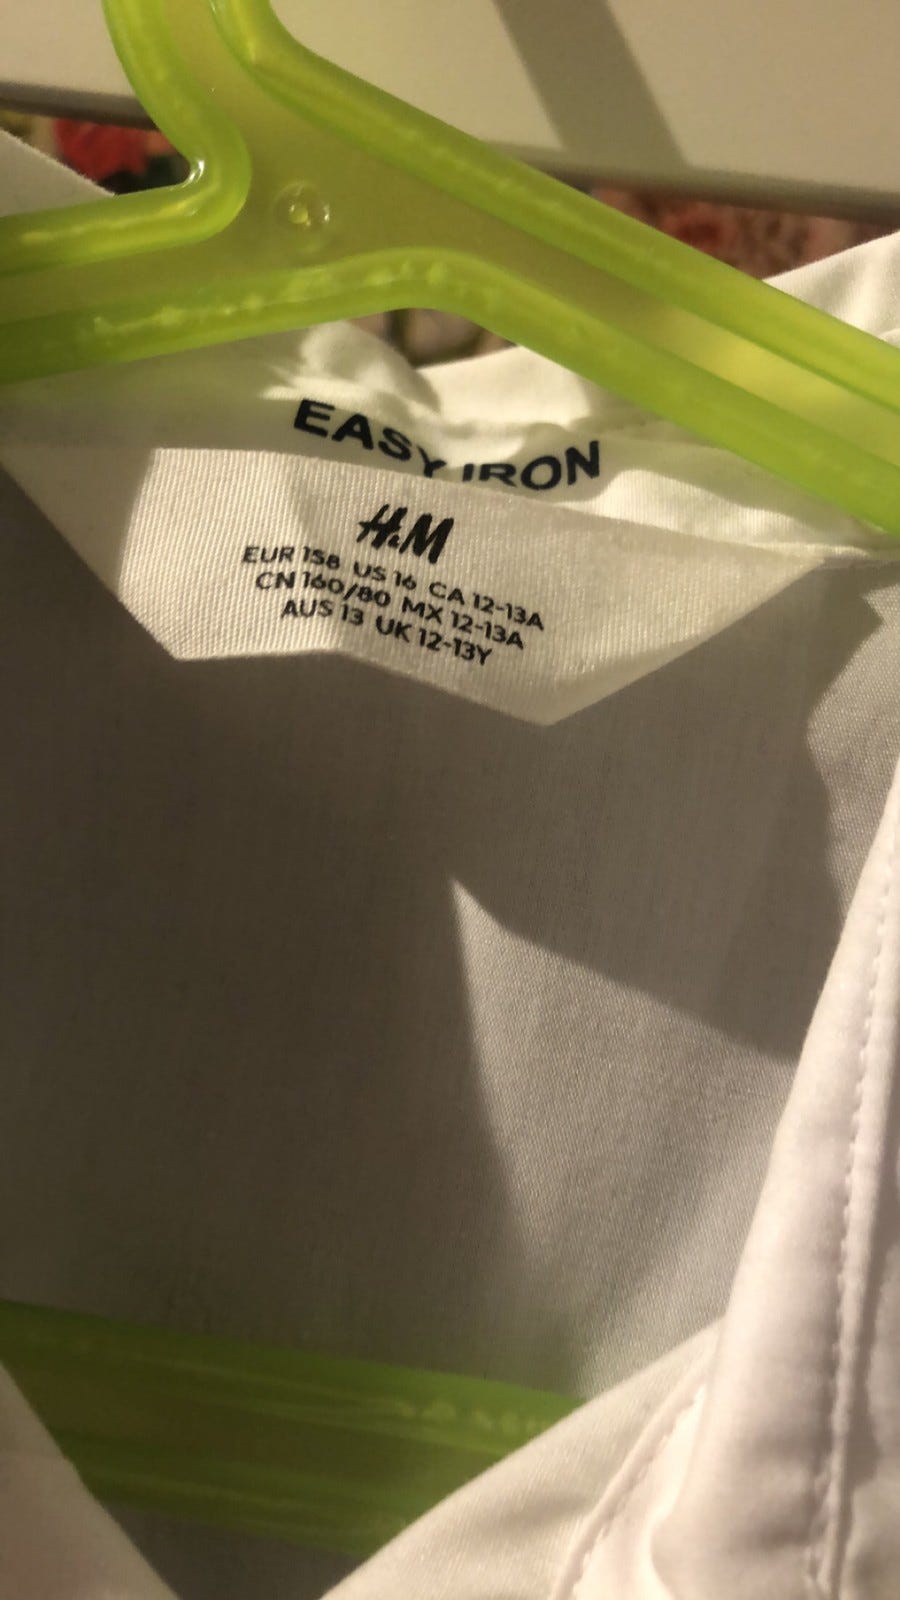 EASY IRON
H&M
EUR 158 US 16 CA 12-13A
CN 160/80 MX 12-13A
AUS 13 UK 12-13Y